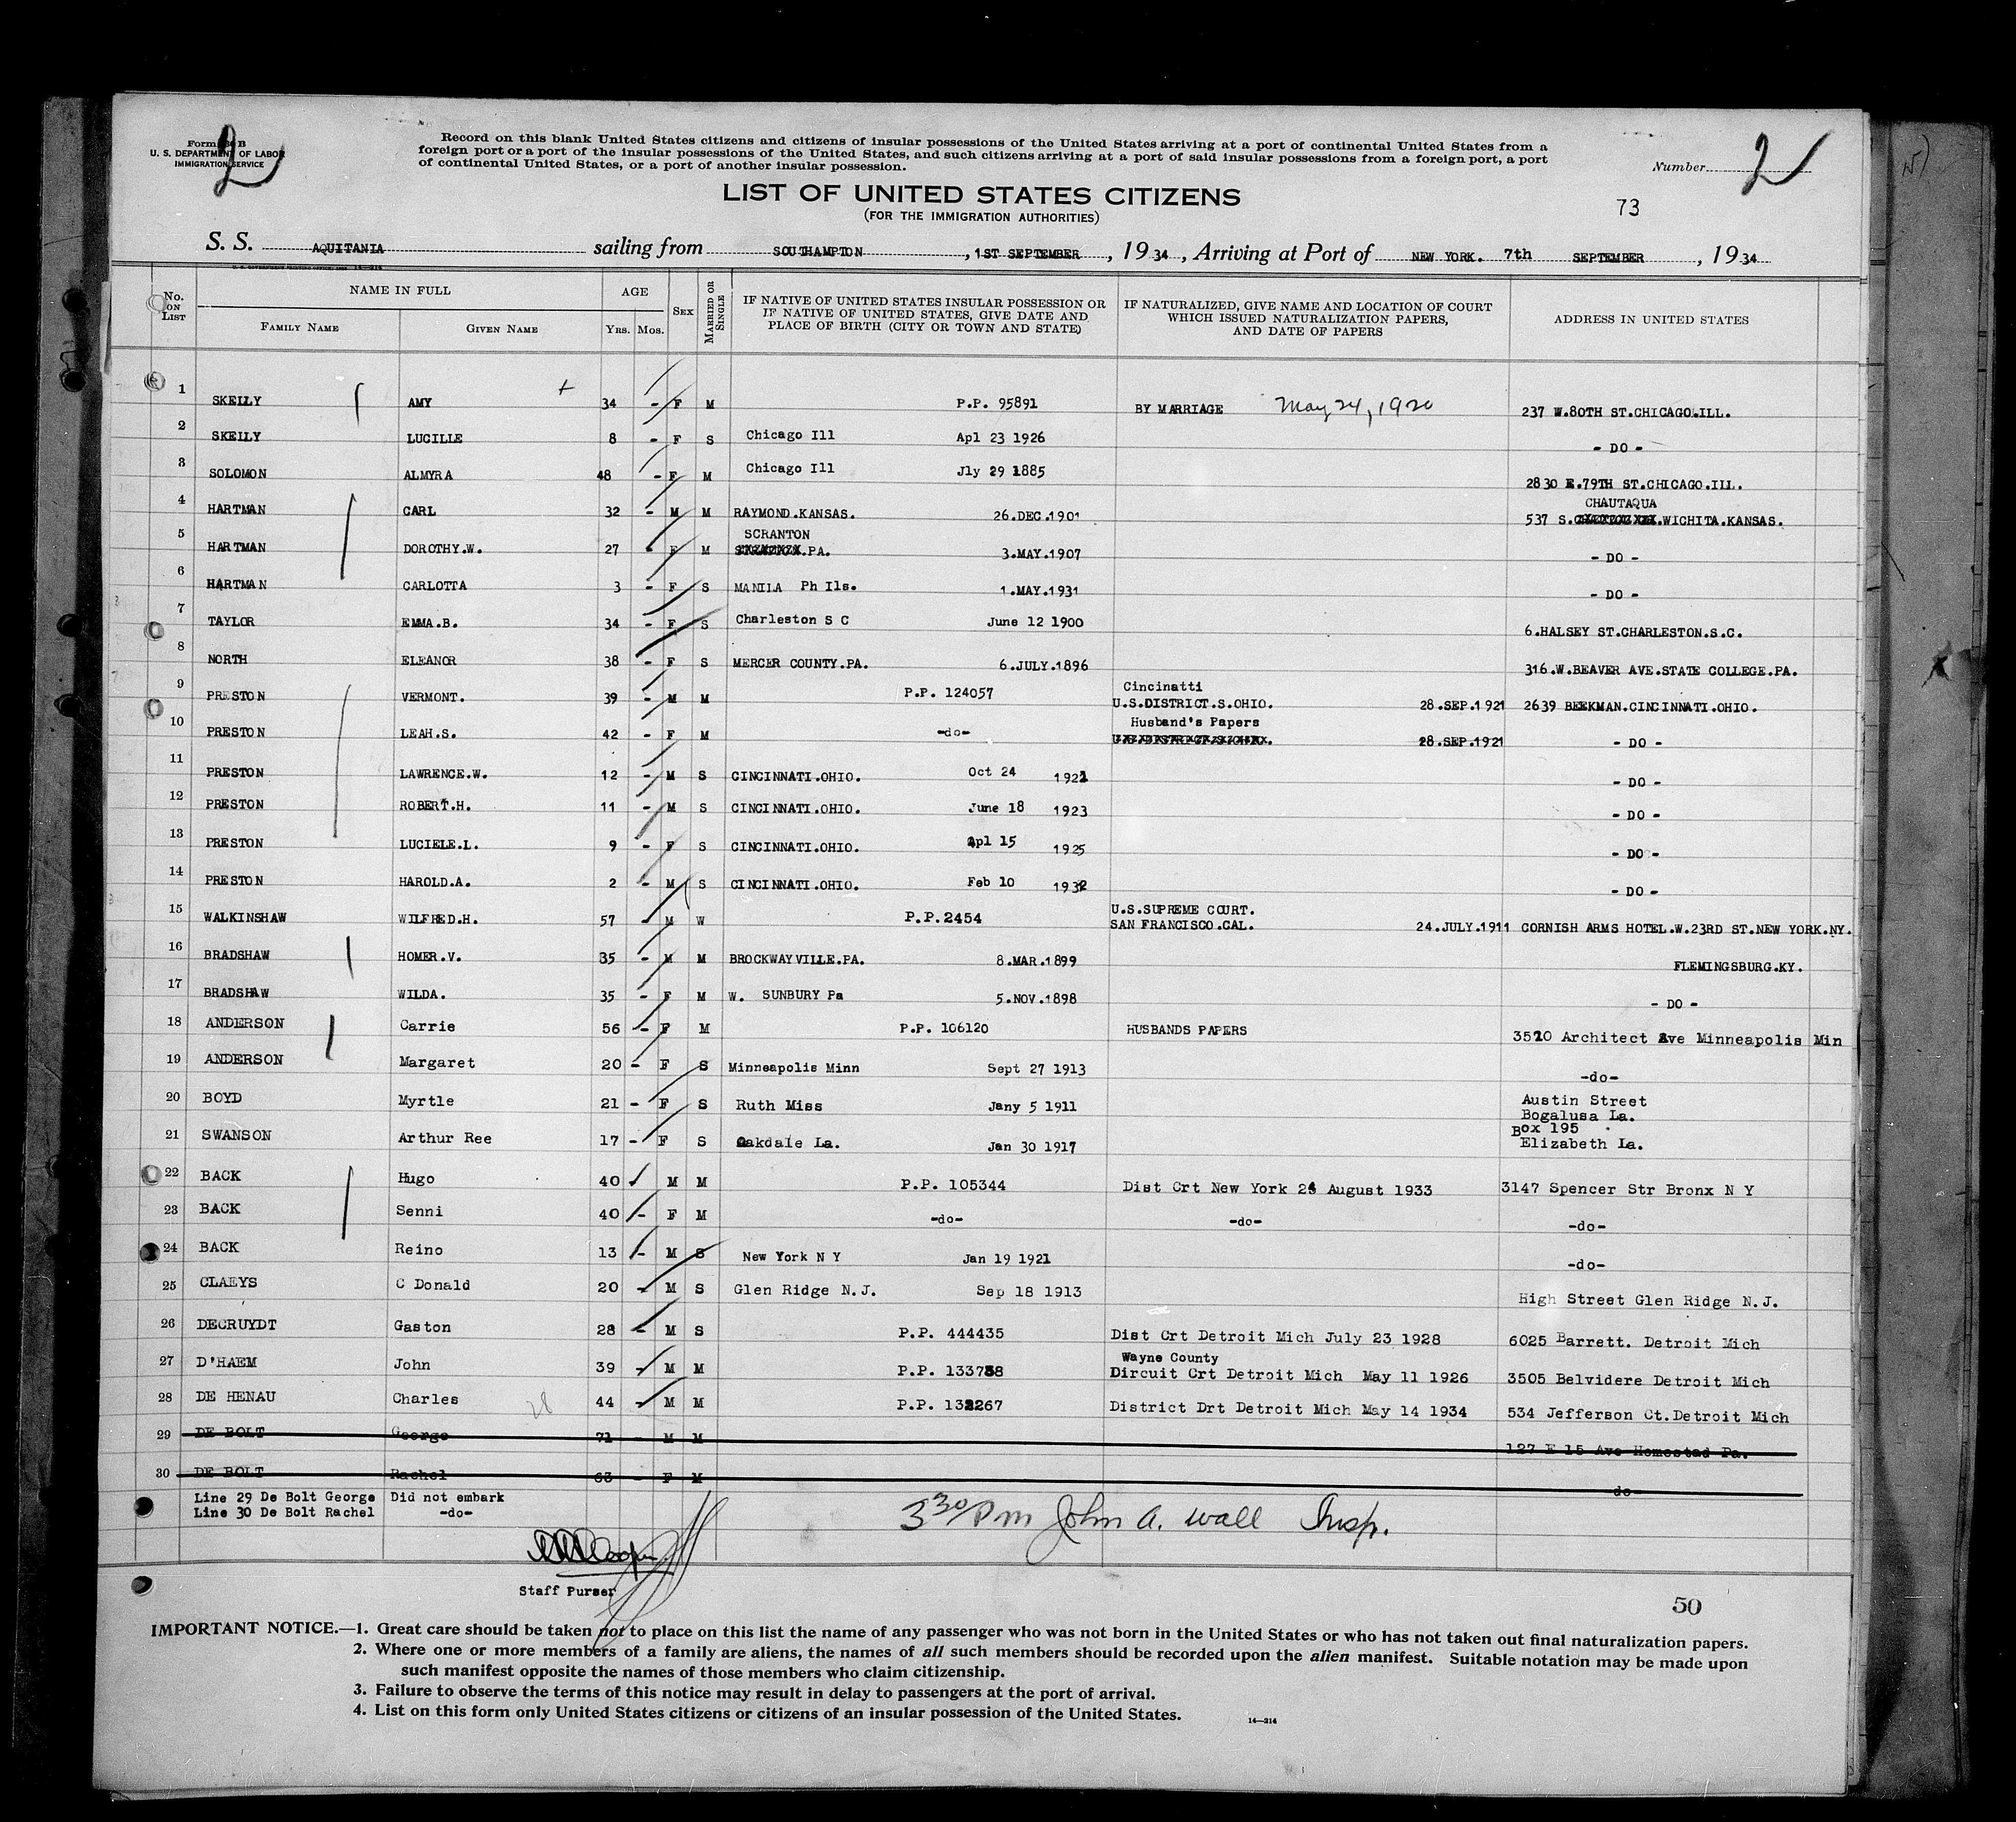 Form 630 B
U. S. DEPARTMENT OF LABOR
IMMIGRATION SERVICE
2
Record on this blank United States citizens and citizens of insular possessions of the United States arriving at a port of continental United States from a
foreign port or a port of the insular possessions of the United States, and such citizens arriving at a port of said insular possessions from a foreign port, a port
of continental United States, or a port of another insular possession.
Number 2
LIST OF UNITED STATES CITIZENS
(FOR THE IMMIGRATION AUTHORITIES)
73
S. S. AQUITANIA sailing from SOUTHAMPTON, 1ST SEPTEMBER, 1934, Arriving at Port of NEW YORK. 7th SEPTEMBER, 1934
No. ON LIST
NAME IN FULL
FAMILY NAME GIVEN NAME
AGE
Yrs. Mos.
SEX
MARRIED OR SINGLE
IF NATIVE OF UNITED STATES INSULAR POSSESSION OR
IF NATIVE OF UNITED STATES, GIVE DATE AND
PLACE OF BIRTH (CITY OR TOWN AND STATE)
IF NATURALIZED, GIVE NAME AND LOCATION OF COURT
WHICH ISSUED NATURALIZATION PAPERS,
AND DATE OF PAPERS
ADDRESS IN UNITED STATES
1 SKELLY AMY 34 - F M P.P. 95891 BY MARRIAGE May 24, 1920 237 W.80TH ST.CHICAGO.ILL.
2 SKELLY LUCILLE 8 - F S Chicago Ill Apl 23 1926 - DO -
3 SOLOMON ALMYRA 48 - F M Chicago Ill Jly 29 1885 2830 E.79TH ST.CHICAGO.ILL.
4 HARTMAN CARL 32 - M M RAYMOND.KANSAS. 26.DEC.1901 CHAUTAQUA
537 S. WICHITA.KANSAS.
5 HARTMAN DOROTHY.W. 27 - F M SCRANTON
PA. 3.MAY.1907 - DO -
6 HARTMAN CARLOTTA 3 - F S MANILA Ph Ils. 1.MAY.1931 - DO -
7 TAYLOR EMMA.B. 34 - F S Charleston S C June 12 1900 6.HALSEY ST.CHARLESTON.S.C.
8 NORTH ELEANOR 38 - F S MERCER COUNTY.PA. 6.JULY.1896 316.W.BEAVER AVE.STATE COLLEGE.PA.
9 PRESTON VERMONT. 39 - M M P.P. 124057 Cincinatti
U.S.DISTRICT.S.OHIO. 28.SEP.1921 2639 BEEKMAN.CINCINNATI.OHIO.
10 PRESTON LEAH.S. 42 - F M -do- Husband's Papers
28.SEP.1921 - DO -
11 PRESTON LAWRENCE.W. 12 - M S CINCINNATI.OHIO. Oct 24 1921 - DO -
12 PRESTON ROBERT.H. 11 - M S CINCINNATI.OHIO. June 18 1923 - DO -
13 PRESTON LUCIELE.L. 9 - F S CINCINNATI.OHIO. Apl 15 1925 - DO -
14 PRESTON HAROLD.A. 2 - M S CINCINNATI.OHIO. Feb 10 1932 - DO -
15 WALKINSHAW WILFRED.H. 57 - M W P.P.2454 U.S.SUPREME COURT.
SAN FRANCISCO.CAL. 24.JULY.1911 CORNISH ARMS HOTEL.W.23RD ST.NEW YORK.NY.
16 BRADSHAW HOMER.V. 35 - M M BROCKWAYVILLE.PA. 8.MAR.1899 FLEMINGSBURG.KY.
17 BRADSHAW WILDA. 35 - F M W. SUNBURY Pa 5.NOV.1898 - DO -
18 ANDERSON Carrie 56 - F M P.P. 106120 HUSBANDS PAPERS 3520 Architect Ave Minneapolis Min
19 ANDERSON Margaret 20 - F S Minneapolis Minn Sept 27 1913 -do-
20 BOYD Myrtle 21 - F S Ruth Miss Jany 5 1911 Austin Street
Bogalusa La.
21 SWANSON Arthur Ree 17 - F S Oakdale La. Jan 30 1917 Box 195
Elizabeth La.
22 BACK Hugo 40 M M P.P. 105344 Dist Crt New York 24 August 1933 3147 Spencer Str Bronx N Y
23 BACK Senni 40 - F M -do- -do- -do-
24 BACK Reino 13 - M S New York N Y Jan 19 1921 -do-
25 CLAEYS C Donald 20 - M S Glen Ridge N.J. Sep 18 1913 High Street Glen Ridge N.J.
26 DECRUYDT Gaston 28 - M S P.P. 444435 Dist Crt Detroit Mich July 23 1928 6025 Barrett. Detroit Mich
27 D'HAEM John 39 - M M P.P. 133738 Wayne County
Dircuit Crt Detroit Mich May 11 1926 3505 Belvidere Detroit Mich
28 DE HENAU Charles 28 44 - M M P.P. 132267 District Drt Detroit Mich May 14 1934 534 Jefferson Ct.Detroit Mich
29 DE BOLT George 71 - M M 127 E 15 Ave Homestad Pa.
30 DE BOLT Rachel 63 - F M -do-
Line 29 De Bolt George Did not embark
Line 30 De Bolt Rachel -do-
3 30 Pm John A. Wall Insp.
Staff Purser
50
IMPORTANT NOTICE.—1. Great care should be taken not to place on this list the name of any passenger who was not born in the United States or who has not taken out final naturalization papers.
2. Where one or more members of a family are aliens, the names of all such members should be recorded upon the alien manifest. Suitable notation may be made upon
such manifest opposite the names of those members who claim citizenship.
3. Failure to observe the terms of this notice may result in delay to passengers at the port of arrival.
4. List on this form only United States citizens or citizens of an insular possession of the United States.
14—214